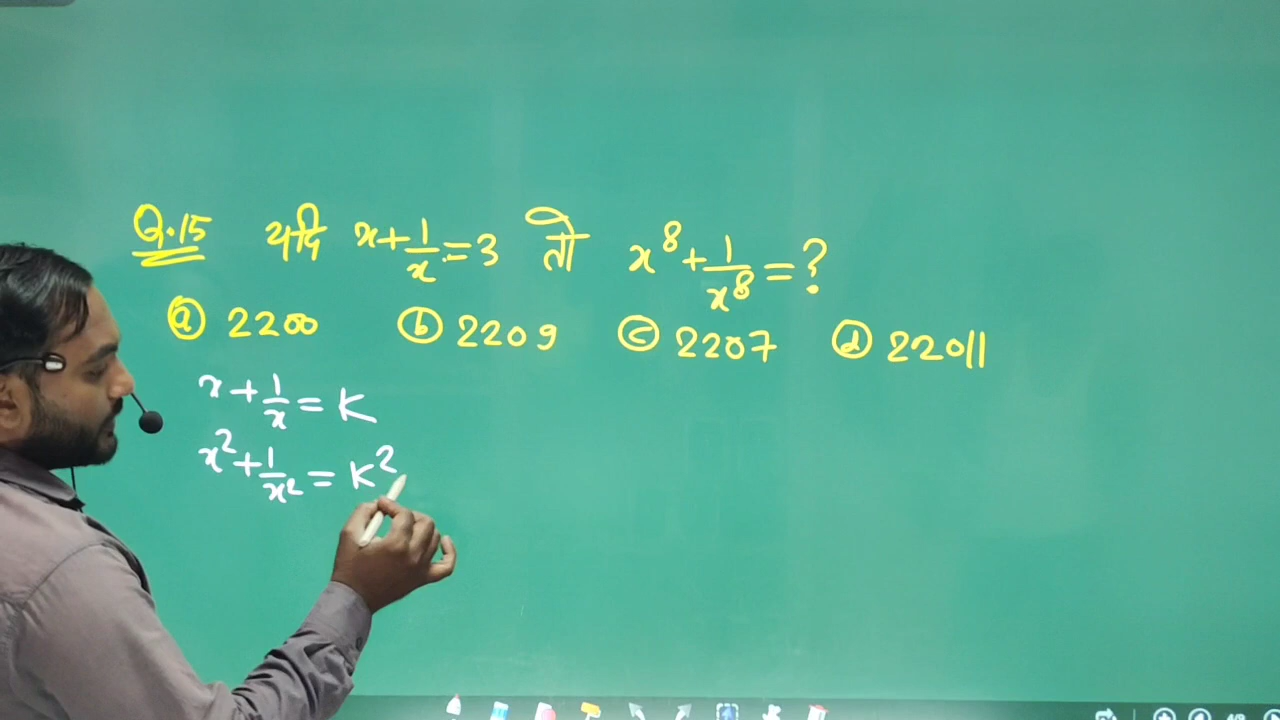 Q.15 यदि x+1/x=3 तो x⁸+1/x⁸=?
ⓐ 2200 ⓑ 2209 ⓒ 2207 ⓓ 22011
x+1/x=K
x²+1/x²=K²